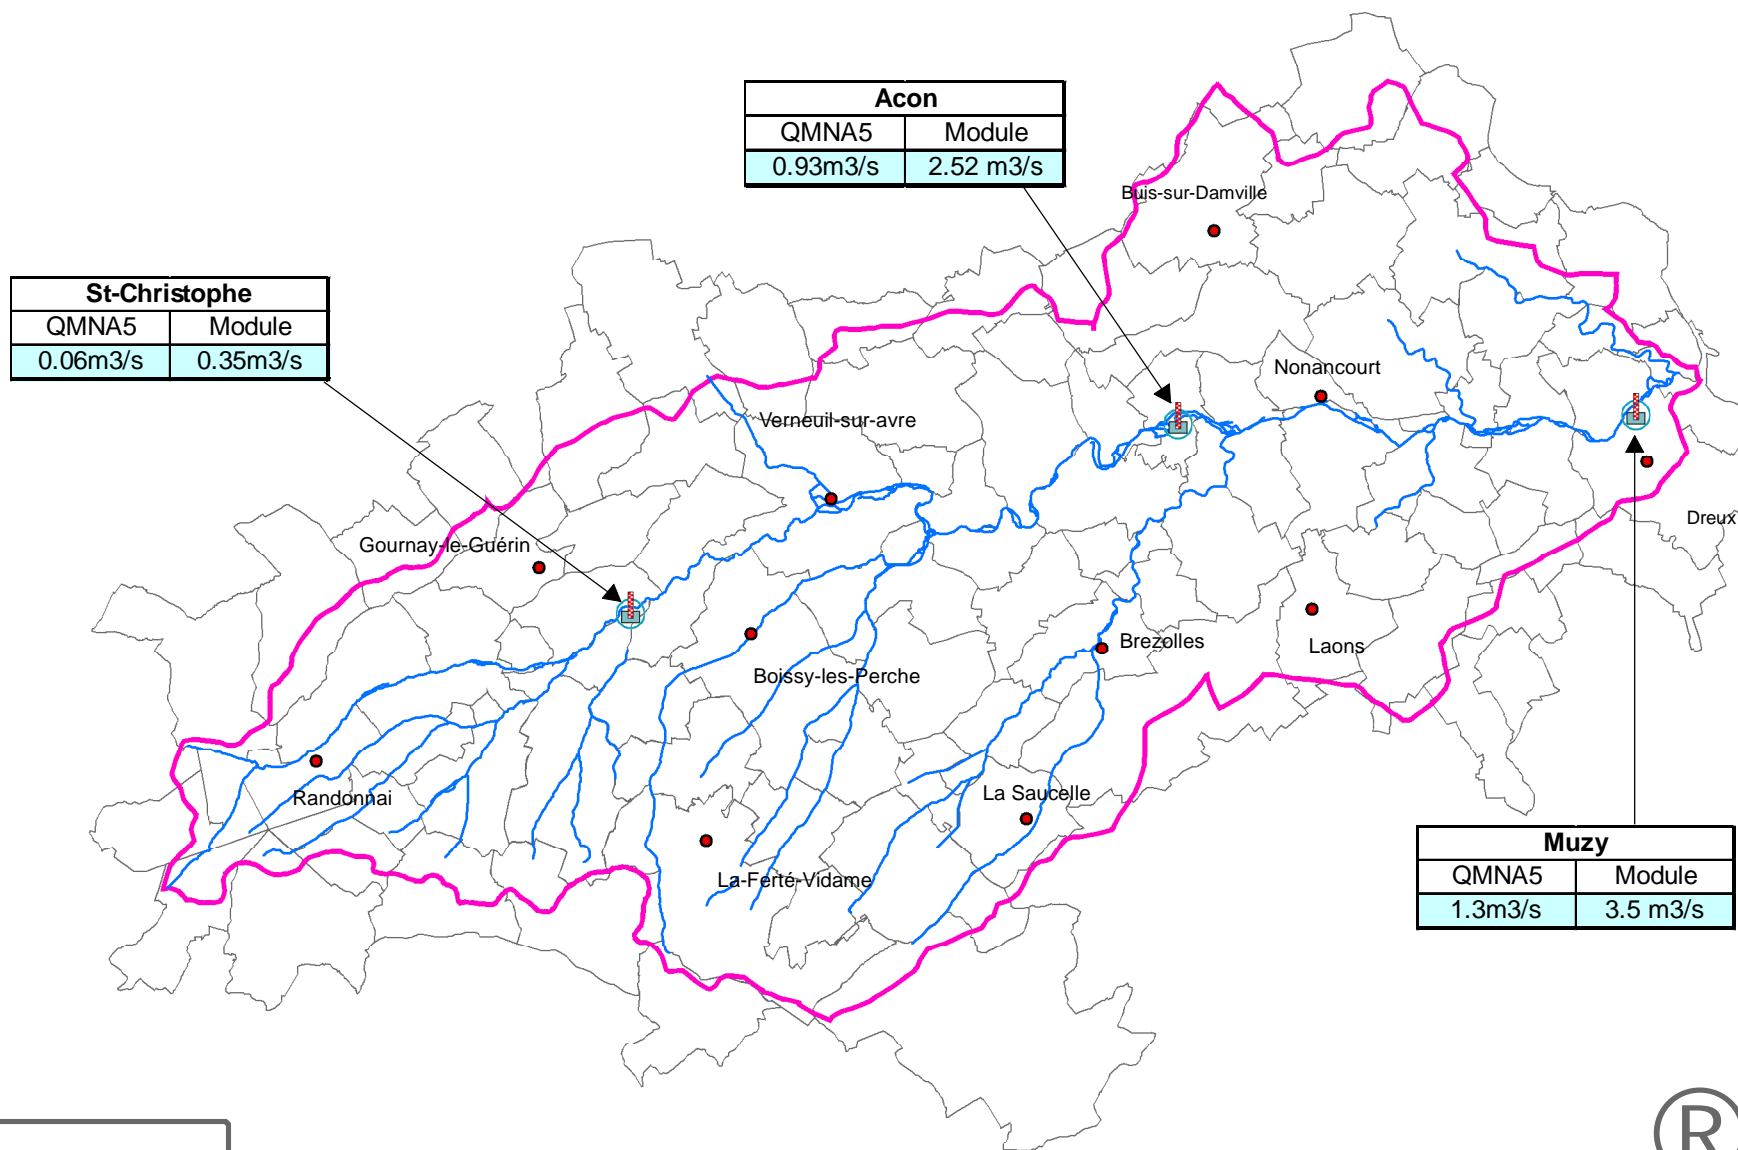 Acon
QMNA5 Module
0.93m3/s 2.52 m3/s
Buis-sur-Damville
St-Christophe
QMNA5 Module
0.06m3/s 0.35m3/s
Nonancourt
Verneuil-sur-avre
Dreux
Gournay-le-Guérin
Brezolles
Laons
Boissy-les-Perche
Randonnai
La Saucelle
La-Ferté-Vidame
Muzy
QMNA5 Module
1.3m3/s 3.5 m3/s
®